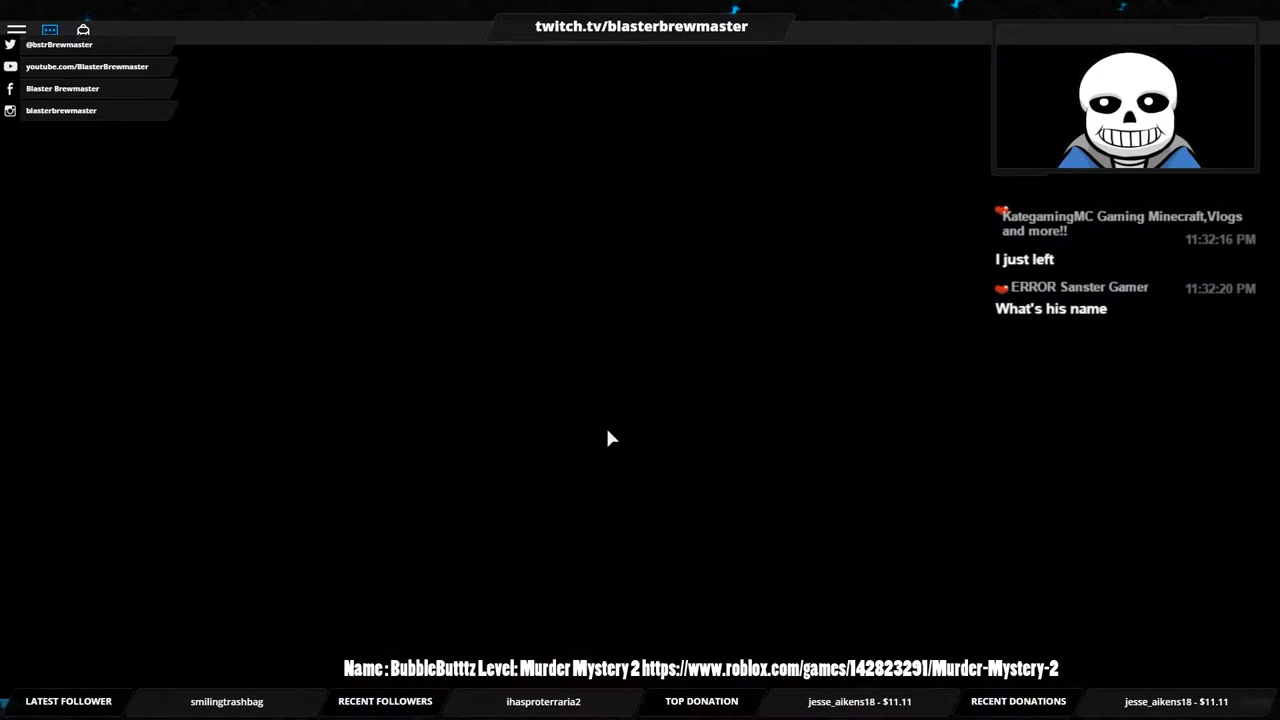 twitch.tv/blasterbrewmaster
@bstrBrewmaster
youtube.com/BlasterBrewmaster
Blaster Brewmaster
blasterbrewmaster
KategamingMC Gaming Minecraft,Vlogs
and more!!
11:32:16 PM
I just left
ERROR Sanster Gamer 11:32:20 PM
What's his name
Name : BubbleButttz Level: Murder Mystery 2 https://www.roblox.com/games/142823291/Murder-Mystery-2
LATEST FOLLOWER smilingtrashbag RECENT FOLLOWERS ihasproterraria2 TOP DONATION jesse_aikens18 - $11.11 RECENT DONATIONS jesse_aikens18 - $11.11